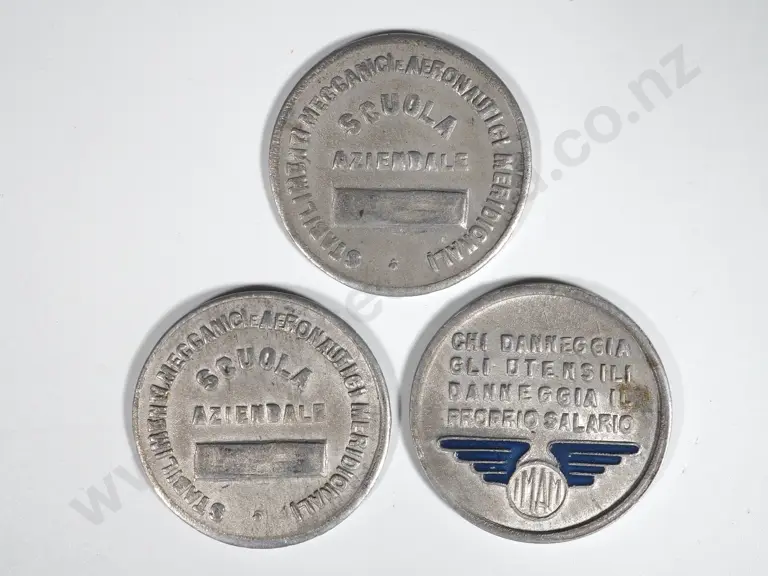 STABILIMENTI MECCANICI E AERONAUTICI MERIDIONALI
SCUOLA
AZIENDALE
STABILIMENTI MECCANICI E AERONAUTICI MERIDIONALI
SCUOLA
AZIENDALE
CHI DANNEGGIA
GLI UTENSILI
DANNEGGIA IL
PROPRIO SALARIO
IMAM